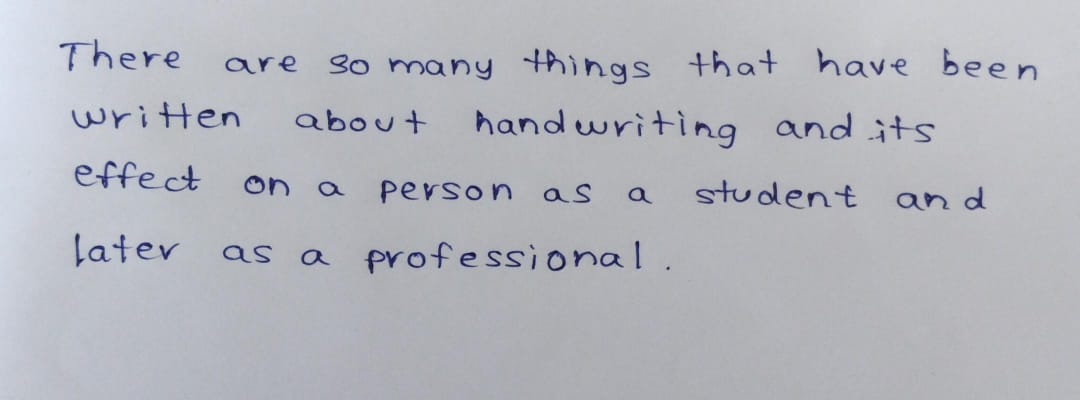 There are so many things that have been
written about handwriting and its
effect on a person as a student and
later as a professional.